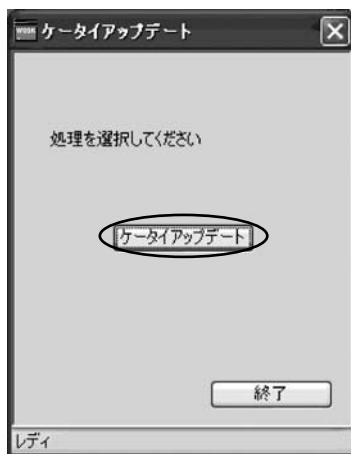 ケータイアップデート
処理を選択してください
ケータイアップデート
終了
レディ